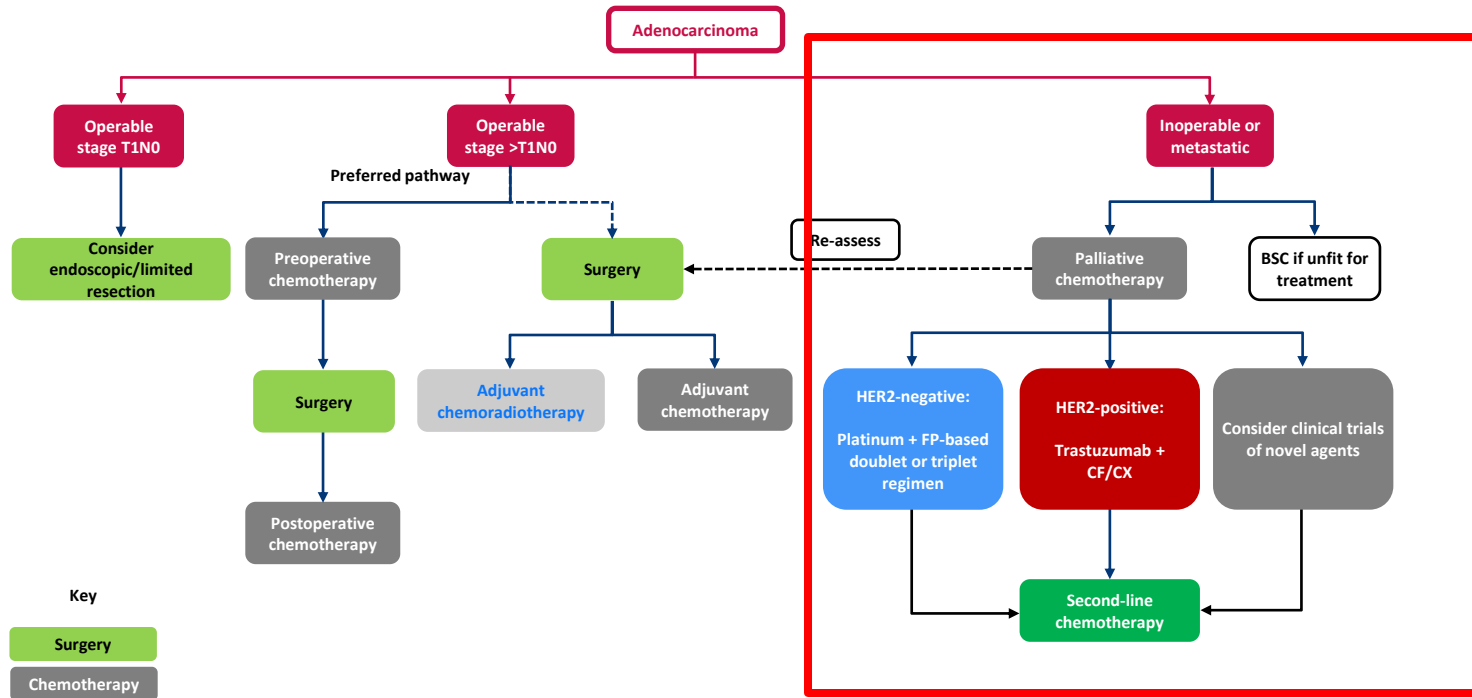 Adenocarcinoma
Operable
stage T1N0
Operable
stage >T1N0
Inoperable or
metastatic
Preferred pathway
Consider
endoscopic/limited
resection
Preoperative
chemotherapy
Surgery
Re-assess
Palliative
chemotherapy
BSC if unfit for
treatment
Surgery
Adjuvant
chemoradiotherapy
Adjuvant
chemotherapy
HER2-negative:
Platinum + FP-based
doublet or triplet
regimen
HER2-positive:
Trastuzumab +
CF/CX
Consider clinical trials
of novel agents
Postoperative
chemotherapy
Second-line
chemotherapy
Key
Surgery
Chemotherapy